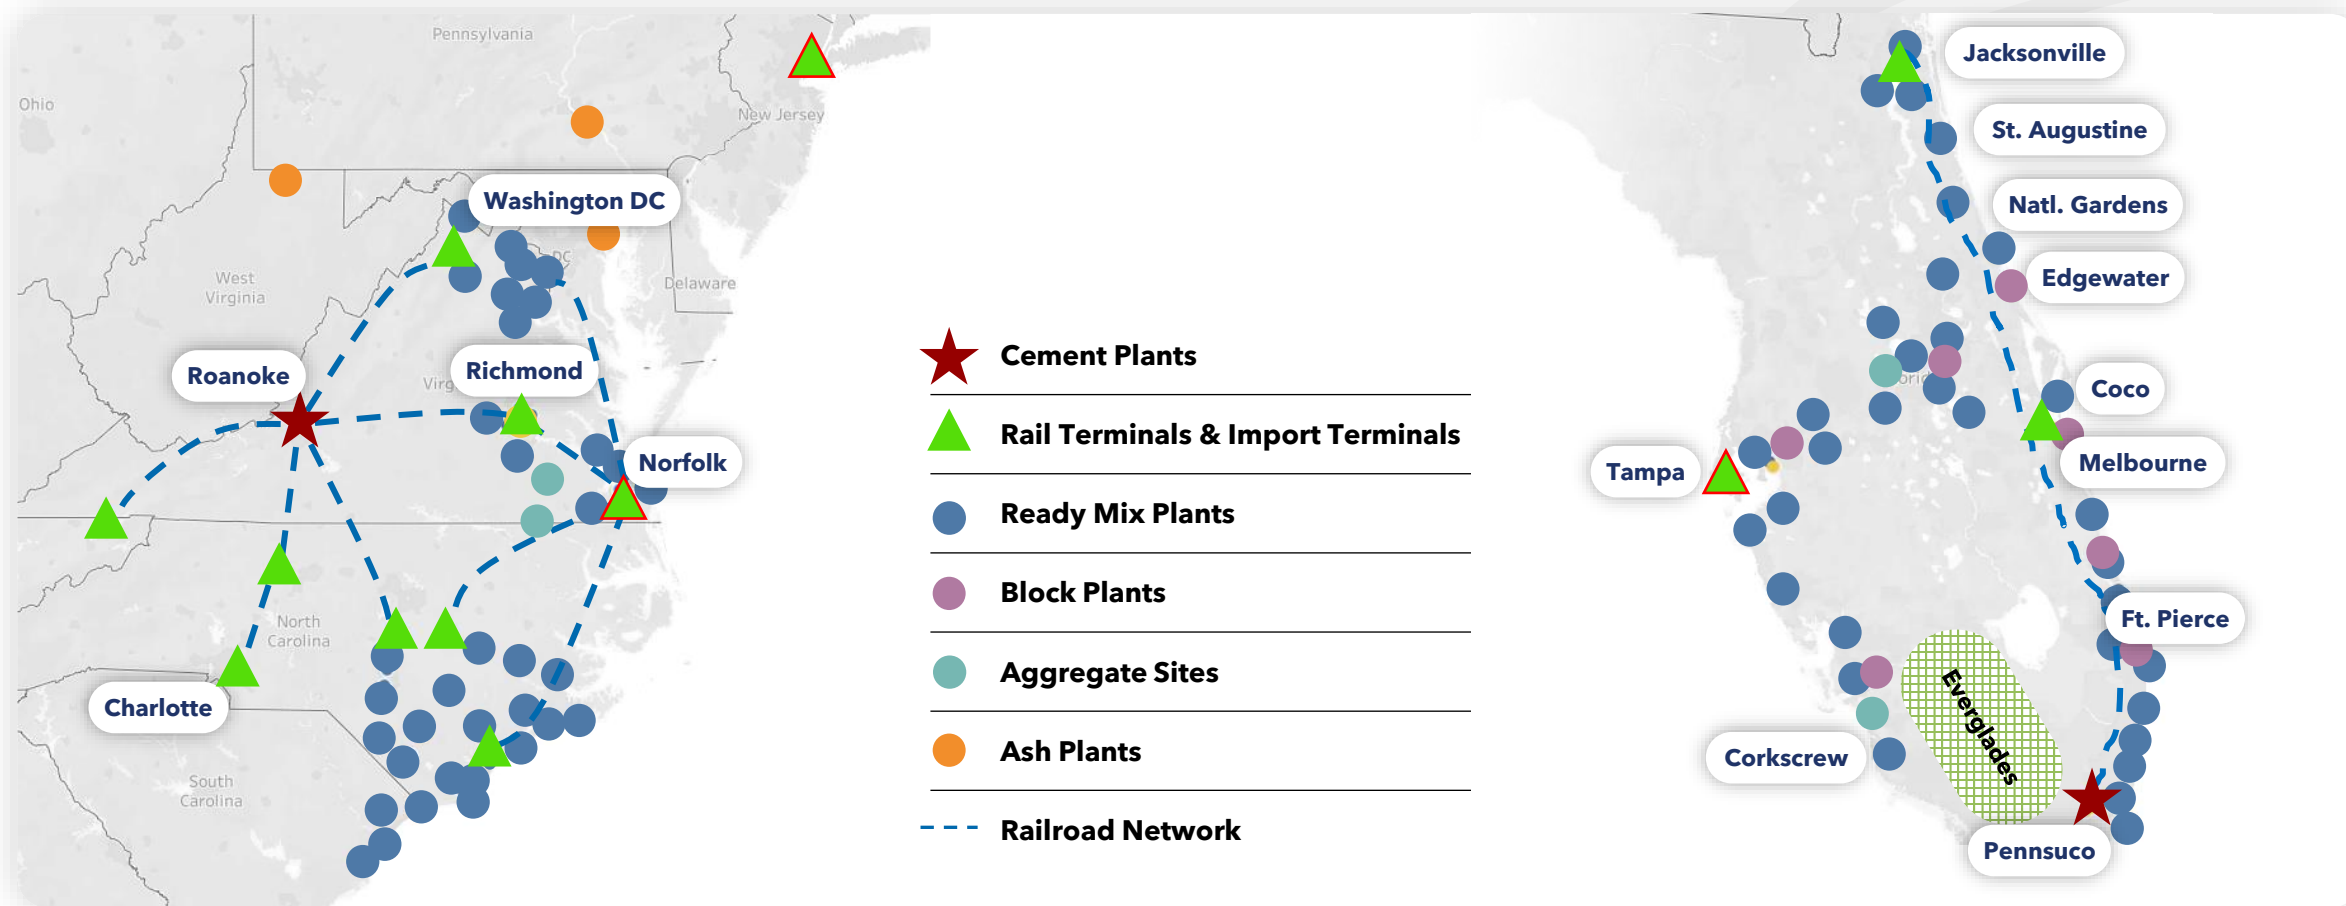 Pennsylvania
Ohio
New Jersey
Washington DC
DC
West
Virginia
Delaware
Roanoke
Richmond
Virg
Norfolk
North
Carolina
Charlotte
South
Carolina
Cement Plants
Rail Terminals & Import Terminals
Ready Mix Plants
Block Plants
Aggregate Sites
Ash Plants
Railroad Network
Jacksonville
St. Augustine
Natl. Gardens
Edgewater
orid
Coco
Tampa
Melbourne
Ft. Pierce
Everglades
Corkscrew
Pennsuco